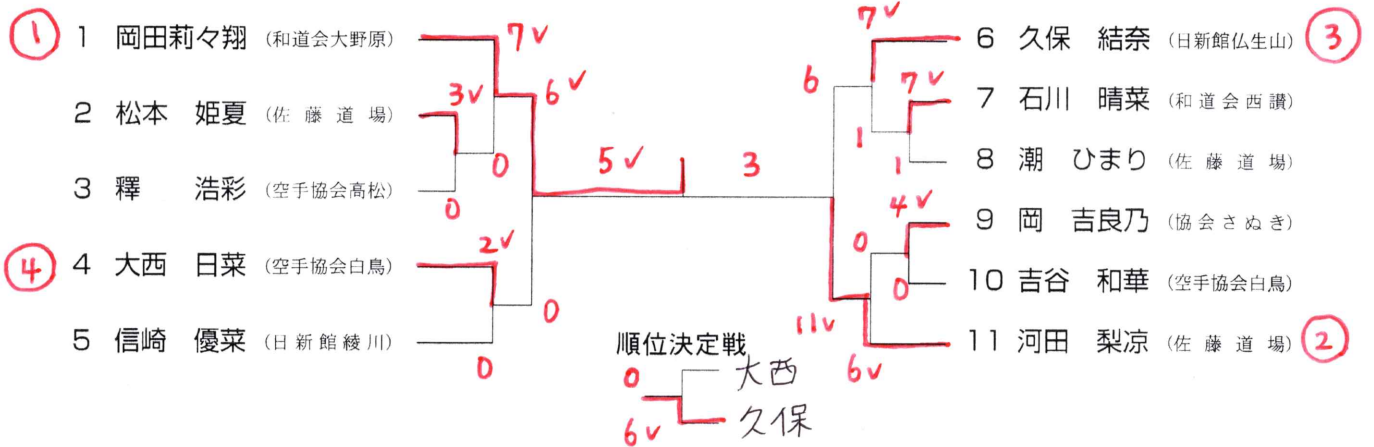 ① 1 岡田莉々翔 (和道会大野原) 7✓
2 松本 姫夏 (佐藤道場) 3✓ 6✓
3 釋 浩彩 (空手協会高松) 0 0
④ 4 大西 日菜 (空手協会白鳥) 2✓
5 信崎 優菜 (日新館綾川) 0 0
5✓ 3
7✓ 6 久保 結奈 (日新館仏生山) ③
6 7✓ 7 石川 晴菜 (和道会西讃)
1 1 8 潮 ひまり (佐藤道場)
4✓ 9 岡 吉良乃 (協会さぬき)
0 0 10 吉谷 和華 (空手協会白鳥)
11✓ 6✓ 11 河田 梨凉 (佐藤道場) ②
順位決定戦
0 大西
6✓ 久保